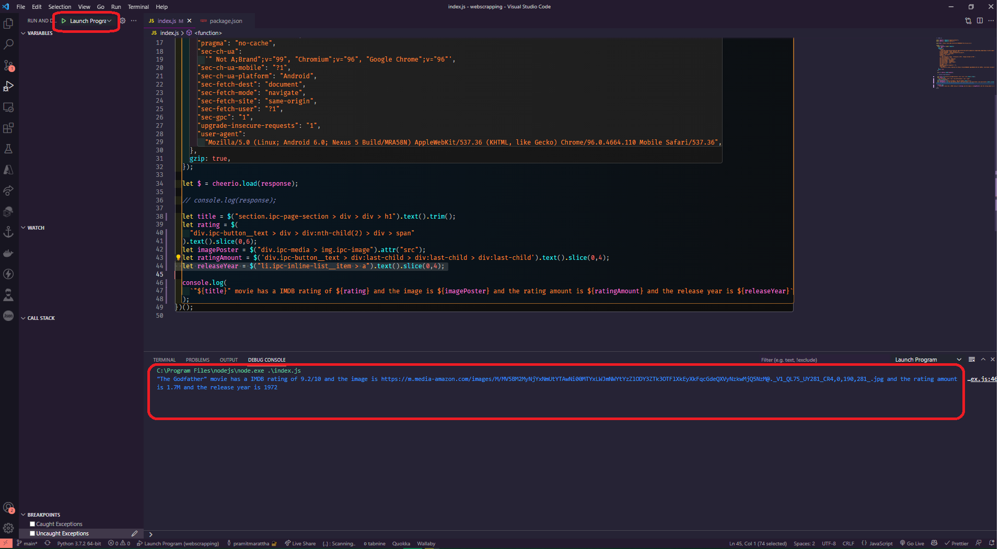 File Edit Selection View Go Run Terminal Help
index.js - webscrapping - Visual Studio Code
RUN AND D... Launch Progra
JS index.js M
package.json
JS index.js > <function>
VARIABLES
WATCH
CALL STACK
BREAKPOINTS
Caught Exceptions
Uncaught Exceptions
1
2
Json
17 "pragma": "no-cache",
18 "sec-ch-ua":
19 '" Not A;Brand";v="99", "Chromium";v="96", "Google Chrome";v="96"',
20 "sec-ch-ua-mobile": "?1",
21 "sec-ch-ua-platform": "Android",
22 "sec-fetch-dest": "document",
23 "sec-fetch-mode": "navigate",
24 "sec-fetch-site": "same-origin",
25 "sec-fetch-user": "?1",
26 "sec-gpc": "1",
27 "upgrade-insecure-requests": "1",
28 "user-agent":
29 "Mozilla/5.0 (Linux; Android 6.0; Nexus 5 Build/MRA58N) AppleWebKit/537.36 (KHTML, like Gecko) Chrome/96.0.4664.110 Mobile Safari/537.36",
30 },
31 gzip: true,
32 });
33
34 let $ = cheerio.load(response);
35
36 // console.log(response);
37
38 let title = $("section.ipc-page-section > div > div > h1").text().trim();
39 let rating = $(
40 "div.ipc-button__text > div > div:nth-child(2) > div > span"
41 ).text().slice(0,6);
42 let imagePoster = $("div.ipc-media > img.ipc-image").attr("src");
43 let ratingAmount = $('div.ipc-button__text > div:last-child > div:last-child > div:last-child').text().slice(0,4);
44 let releaseYear = $("li.ipc-inline-list__item > a").text().slice(0,4);
45
46 console.log(
47 `"${title}" movie has a IMDB rating of ${rating} and the image is ${imagePoster} and the rating amount is ${ratingAmount} and the release year is ${releaseYear}`
48 );
49 })();
50
TERMINAL PROBLEMS OUTPUT DEBUG CONSOLE
Filter (e.g. text, !exclude)
Launch Program
C:\Program Files\nodejs\node.exe .\index.js
"The Godfather" movie has a IMDB rating of 9.2/10 and the image is https://m.media-amazon.com/images/M/MV5BM2MyNjYxNmUtYTAwNi00MTYxLWJmNWYtYzZlODY3ZTk3OTFlXkEyXkFqcGdeQXVyNzkwMjQ5NzM@._V1_QL75_UY281_CR4,0,190,281_.jpg and the rating amount
is 1.7M and the release year is 1972
…ex.js:46
main* Python 3.7.2 64-bit 0 0 Launch Program (webscrapping) pramitmarattha Live Share {..} : Scanning.. tabnine Quokka Wallaby
Ln 45, Col 1 (74 selected) Spaces: 2 UTF-8 CRLF {} JavaScript Go Live Prettier